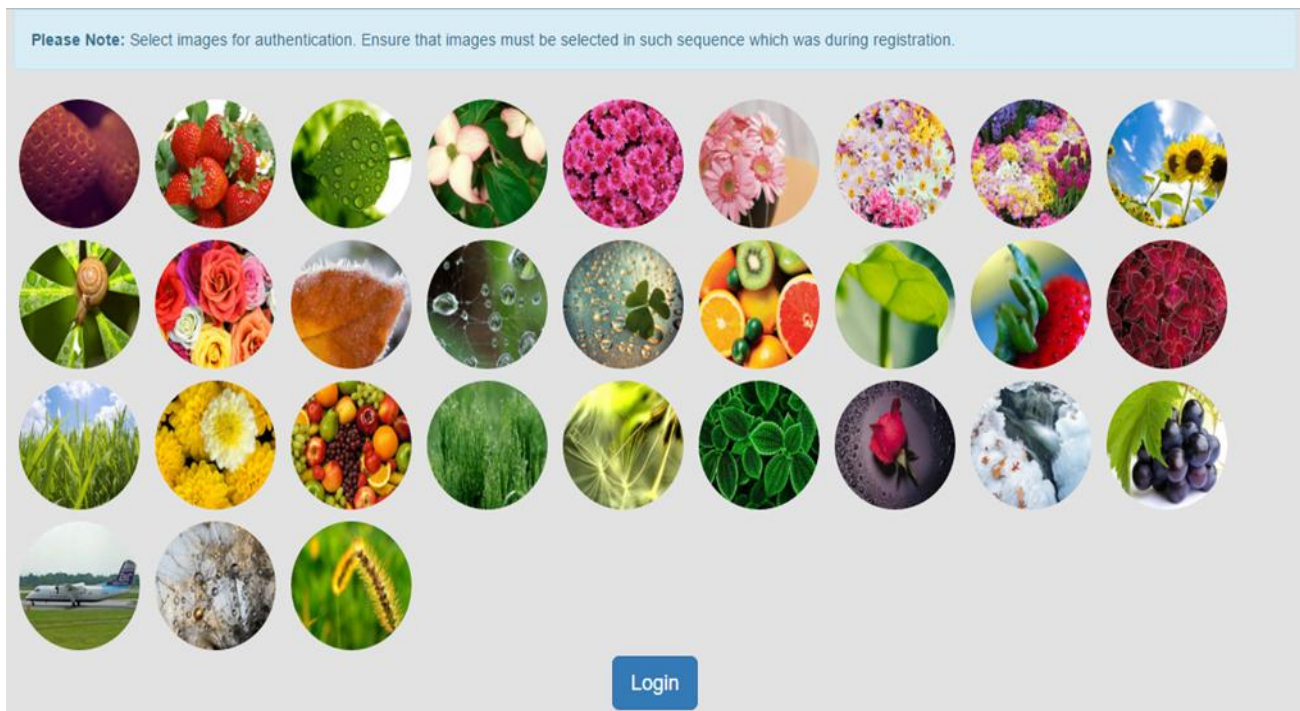 Please Note: Select images for authentication. Ensure that images must be selected in such sequence which was during registration.
Login